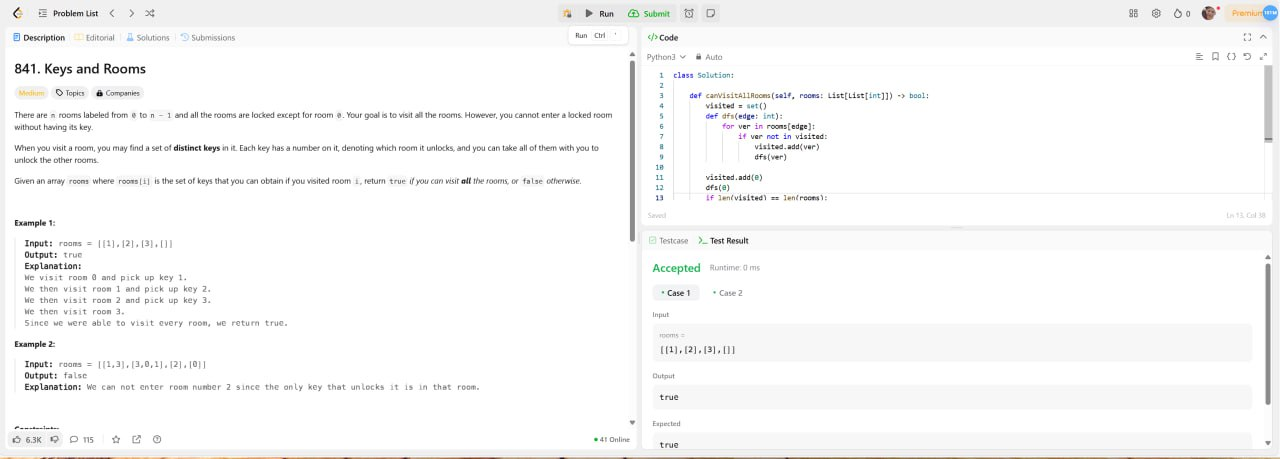 Problem List
Run
Submit
0
Premium
Description
Editorial
Solutions
Submissions
Run Ctrl '
Code
841. Keys and Rooms
Python3
Auto
Medium
Topics
Companies
There are n rooms labeled from 0 to n - 1 and all the rooms are locked except for room 0. Your goal is to visit all the rooms. However, you cannot enter a locked room
without having its key.
When you visit a room, you may find a set of distinct keys in it. Each key has a number on it, denoting which room it unlocks, and you can take all of them with you to
unlock the other rooms.
Given an array rooms where rooms[i] is the set of keys that you can obtain if you visited room i, return true if you can visit all the rooms, or false otherwise.
Example 1:
Input: rooms = [[1],[2],[3],[]]
Output: true
Explanation:
We visit room 0 and pick up key 1.
We then visit room 1 and pick up key 2.
We then visit room 2 and pick up key 3.
We then visit room 3.
Since we were able to visit every room, we return true.
Example 2:
Input: rooms = [[1,3],[3,0,1],[2],[0]]
Output: false
Explanation: We can not enter room number 2 since the only key that unlocks it is in that room.
Constraints:
6.3K
115
41 Online
1 class Solution:
2
3 def canVisitAllRooms(self, rooms: List[List[int]]) -> bool:
4 visited = set()
5 def dfs(edge: int):
6 for ver in rooms[edge]:
7 if ver not in visited:
8 visited.add(ver)
9 dfs(ver)
10
11 visited.add(0)
12 dfs(0)
13 if len(visited) == len(rooms):
Saved
Ln 13, Col 38
Testcase
Test Result
Accepted
Runtime: 0 ms
Case 1
Case 2
Input
rooms =
[[1],[2],[3],[]]
Output
true
Expected
true